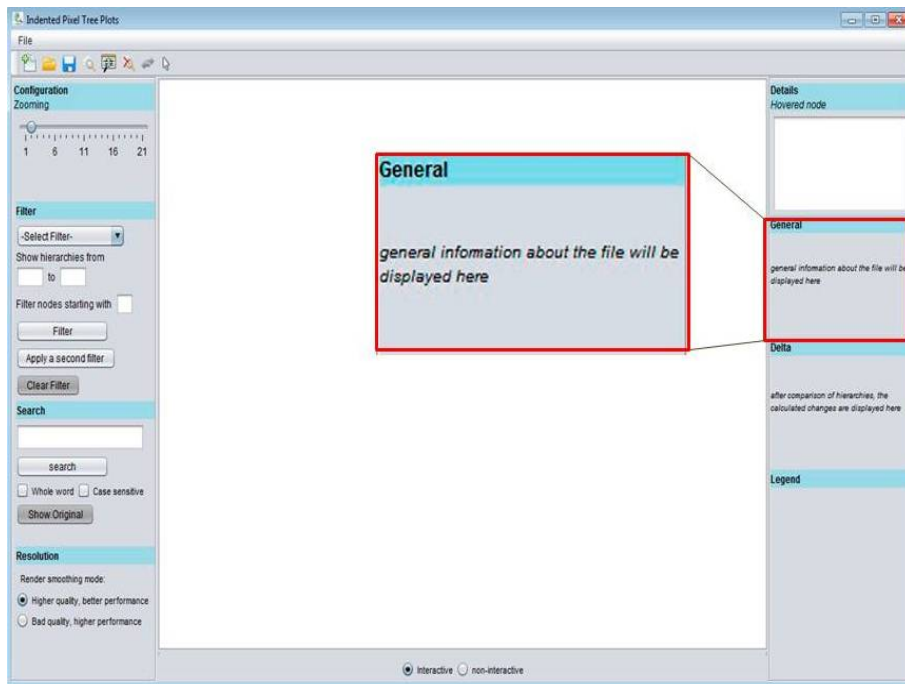 Indented Pixel Tree Plots
File
Configuration
Zooming
1 6 11 16 21
Filter
-Select Filter-
Show hierarchies from
to
Filter nodes starting with
Filter
Apply a second filter
Clear Filter
Search
search
Whole word Case sensitive
Show Original
Resolution
Render smoothing mode:
Higher quality, better performance
Bad quality, higher performance
General
general information about the file will be
displayed here
Interactive non-interactive
Details
Hovered node
General
general information about the file will be
displayed here
Delta
after comparison of hierarchies, the
calculated changes are displayed here
Legend